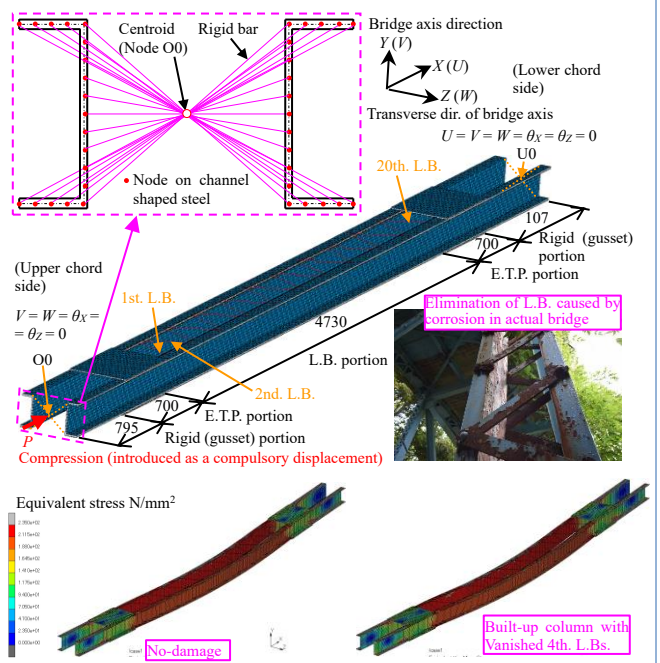 Centroid
(Node O0)
Rigid bar
Node on channel
shaped steel
Bridge axis direction
Y (V)
X (U)
Z (W)
(Lower chord
side)
Transverse dir. of bridge axis
U = V = W = θX = θZ = 0
U0
20th. L.B.
107
Rigid (gusset)
portion
700
E.T.P. portion
(Upper chord
side)
V = W = θX =
= θZ = 0
O0
1st. L.B.
2nd. L.B.
4730
L.B. portion
700
E.T.P. portion
795
Rigid (gusset) portion
P
Compression (introduced as a compulsory displacement)
Elimination of L.B. caused by
corrosion in actual bridge
Equivalent stress N/mm²
No-damage
Built-up column with
Vanished 4th. L.Bs.